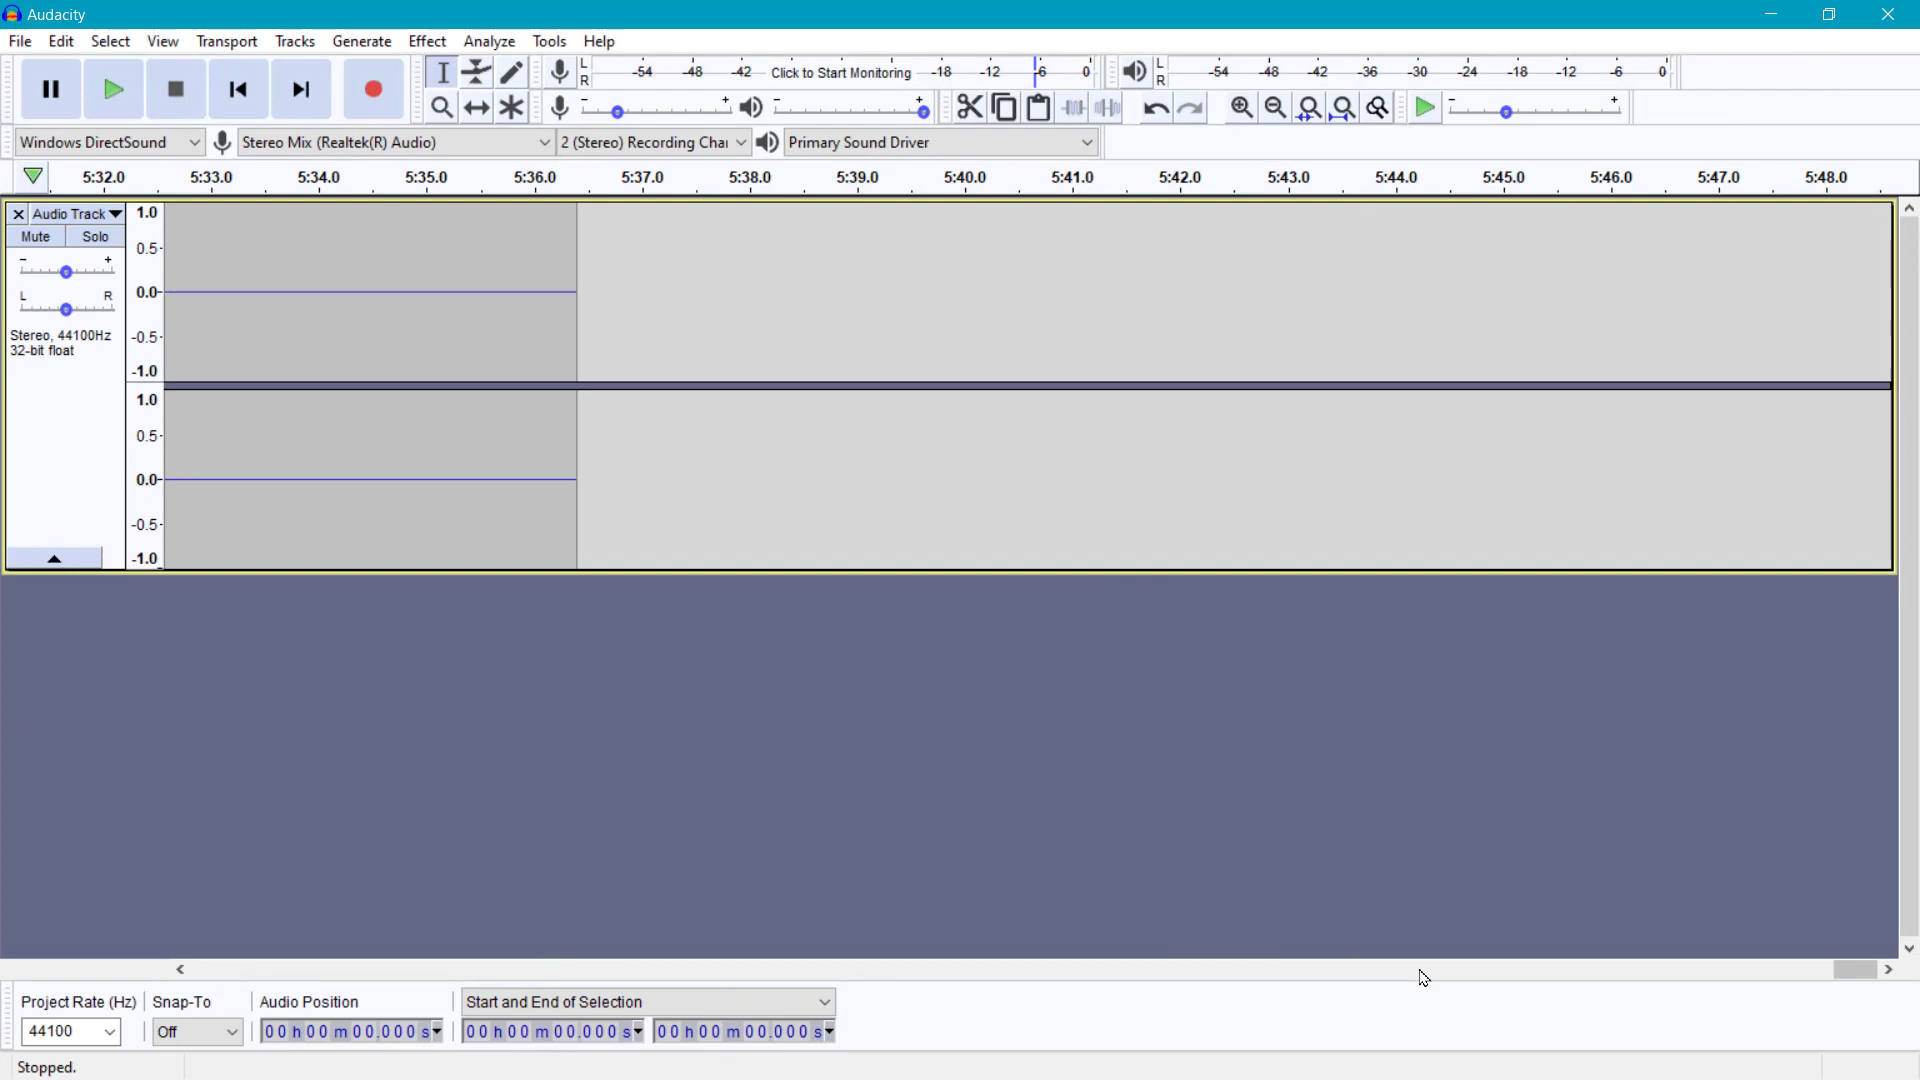 Audacity
File Edit Select View Transport Tracks Generate Effect Analyze Tools Help
L R -54 -48 -42 Click to Start Monitoring -18 -12 -6 0 L R -54 -48 -42 -36 -30 -24 -18 -12 -6 0
- + - + - +
Windows DirectSound Stereo Mix (Realtek(R) Audio) 2 (Stereo) Recording Chai Primary Sound Driver
5:32.0 5:33.0 5:34.0 5:35.0 5:36.0 5:37.0 5:38.0 5:39.0 5:40.0 5:41.0 5:42.0 5:43.0 5:44.0 5:45.0 5:46.0 5:47.0 5:48.0
Audio Track 1.0
Mute Solo
0.5
- +
L R 0.0
Stereo, 44100Hz -0.5
32-bit float
-1.0
1.0
0.5
0.0
-0.5
-1.0
Project Rate (Hz) Snap-To Audio Position Start and End of Selection
44100 Off 00 h 00 m 00.000 s 00 h 00 m 00.000 s 00 h 00 m 00.000 s
Stopped.